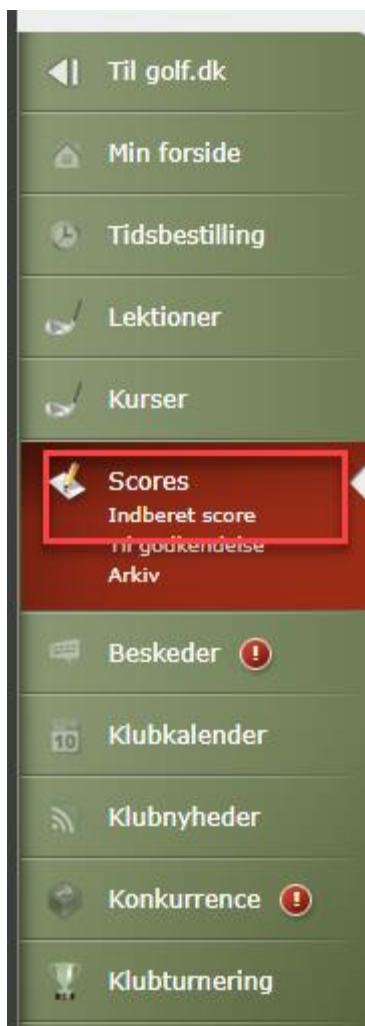 Til golf.dk
Min forside
Tidsbestilling
Lektioner
Kurser
Scores
Indberet score
Til godkendelse
Arkiv
Beskeder
Klubkalender
10
Klubnyheder
Konkurrence
Klubturnering